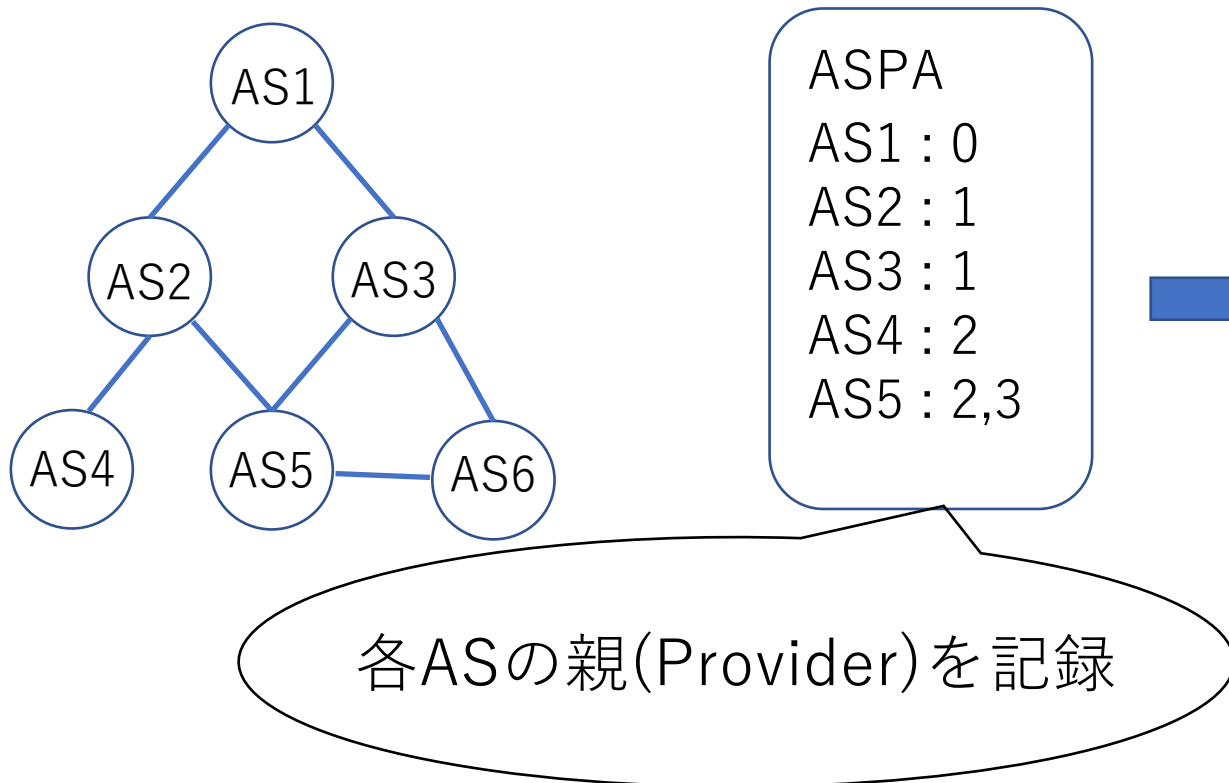 AS1
AS2
AS3
AS4
AS5
AS6
ASPA
AS1 : 0
AS2 : 1
AS3 : 1
AS4 : 2
AS5 : 2,3
各ASの親(Provider)を記録